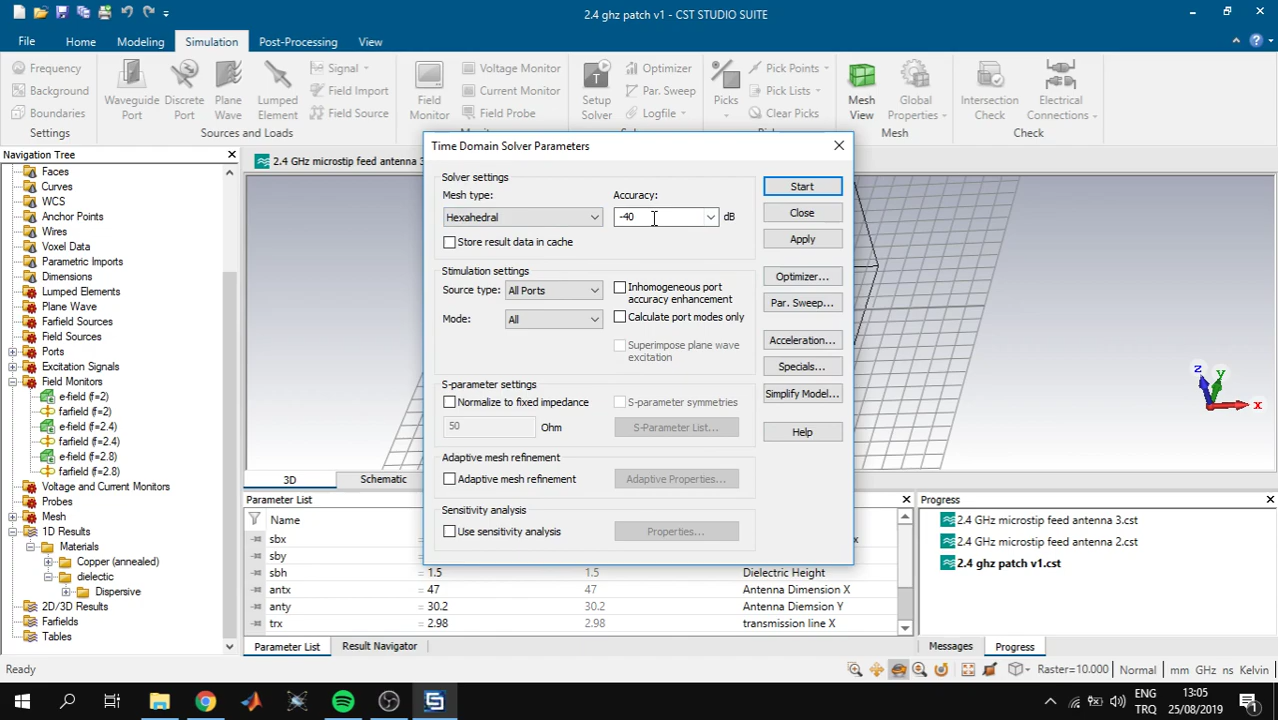 2.4 ghz patch v1 - CST STUDIO SUITE
File Home Modeling Simulation Post-Processing View
Frequency
Background
Boundaries
Settings
Waveguide Port
Discrete Port
Plane Wave
Lumped Element
Signal
Field Import
Field Source
Sources and Loads
Field Monitor
Voltage Monitor
Current Monitor
Field Probe
Setup Solver
Optimizer
Par. Sweep
Logfile
Picks
Pick Points
Pick Lists
Clear Picks
Mesh View
Global Properties
Mesh
Intersection Check
Electrical Connections
Check
Navigation Tree
Faces
Curves
WCS
Anchor Points
Wires
Voxel Data
Parametric Imports
Dimensions
Lumped Elements
Plane Wave
Farfield Sources
Field Sources
Ports
Excitation Signals
Field Monitors
e-field (f=2)
farfield (f=2)
e-field (f=2.4)
farfield (f=2.4)
e-field (f=2.8)
farfield (f=2.8)
Voltage and Current Monitors
Probes
Mesh
1D Results
Materials
Copper (annealed)
dielectic
Dispersive
2D/3D Results
Farfields
Tables
2.4 GHz microstip feed antenna 3
Time Domain Solver Parameters
Solver settings
Mesh type:
Hexahedral
Accuracy:
-40 dB
Store result data in cache
Stimulation settings
Source type: All Ports
Mode: All
Inhomogeneous port
accuracy enhancement
Calculate port modes only
Superimpose plane wave
excitation
S-parameter settings
Normalize to fixed impedance
50 Ohm
S-parameter symmetries
S-Parameter List...
Adaptive mesh refinement
Adaptive mesh refinement
Adaptive Properties...
Sensitivity analysis
Use sensitivity analysis
Properties...
Start
Close
Apply
Optimizer...
Par. Sweep...
Acceleration...
Specials...
Simplify Model...
Help
z
y
x
3D Schematic
Parameter List
Name
sbx
sby
sbh = 1.5 1.5 Dielectric Height
antx = 47 47 Antenna Dimension X
anty = 30.2 30.2 Antenna Diemsion Y
trx = 2.98 2.98 transmission line X
Parameter List Result Navigator
Progress
2.4 GHz microstip feed antenna 3.cst
2.4 GHz microstip feed antenna 2.cst
2.4 ghz patch v1.cst
Messages Progress
Ready
Raster=10.000 Normal mm GHz ns Kelvin
ENG
TRQ
13:05
25/08/2019
1